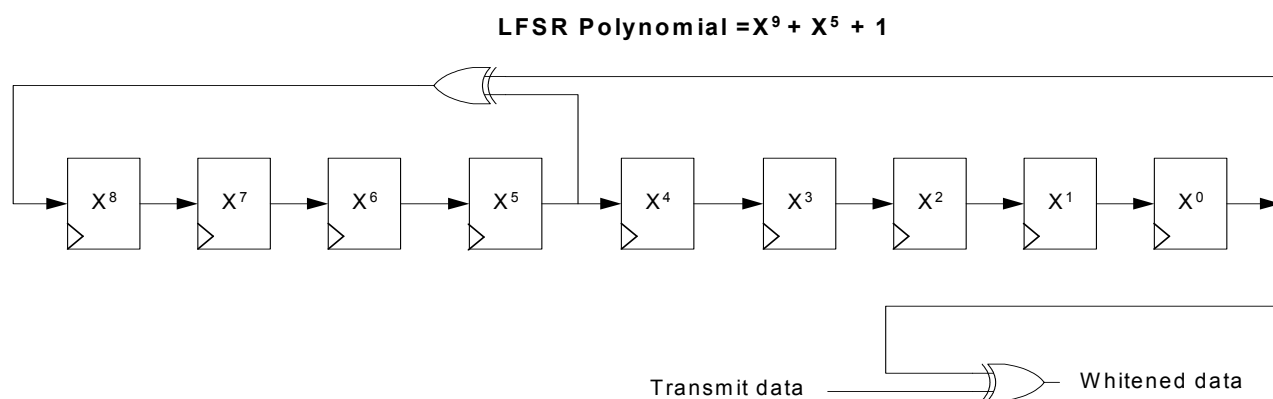 LFSR Polynomial =X⁹ + X⁵ + 1
X⁸ X⁷ X⁶ X⁵ X⁴ X³ X² X¹ X⁰
Transmit data
Whitened data